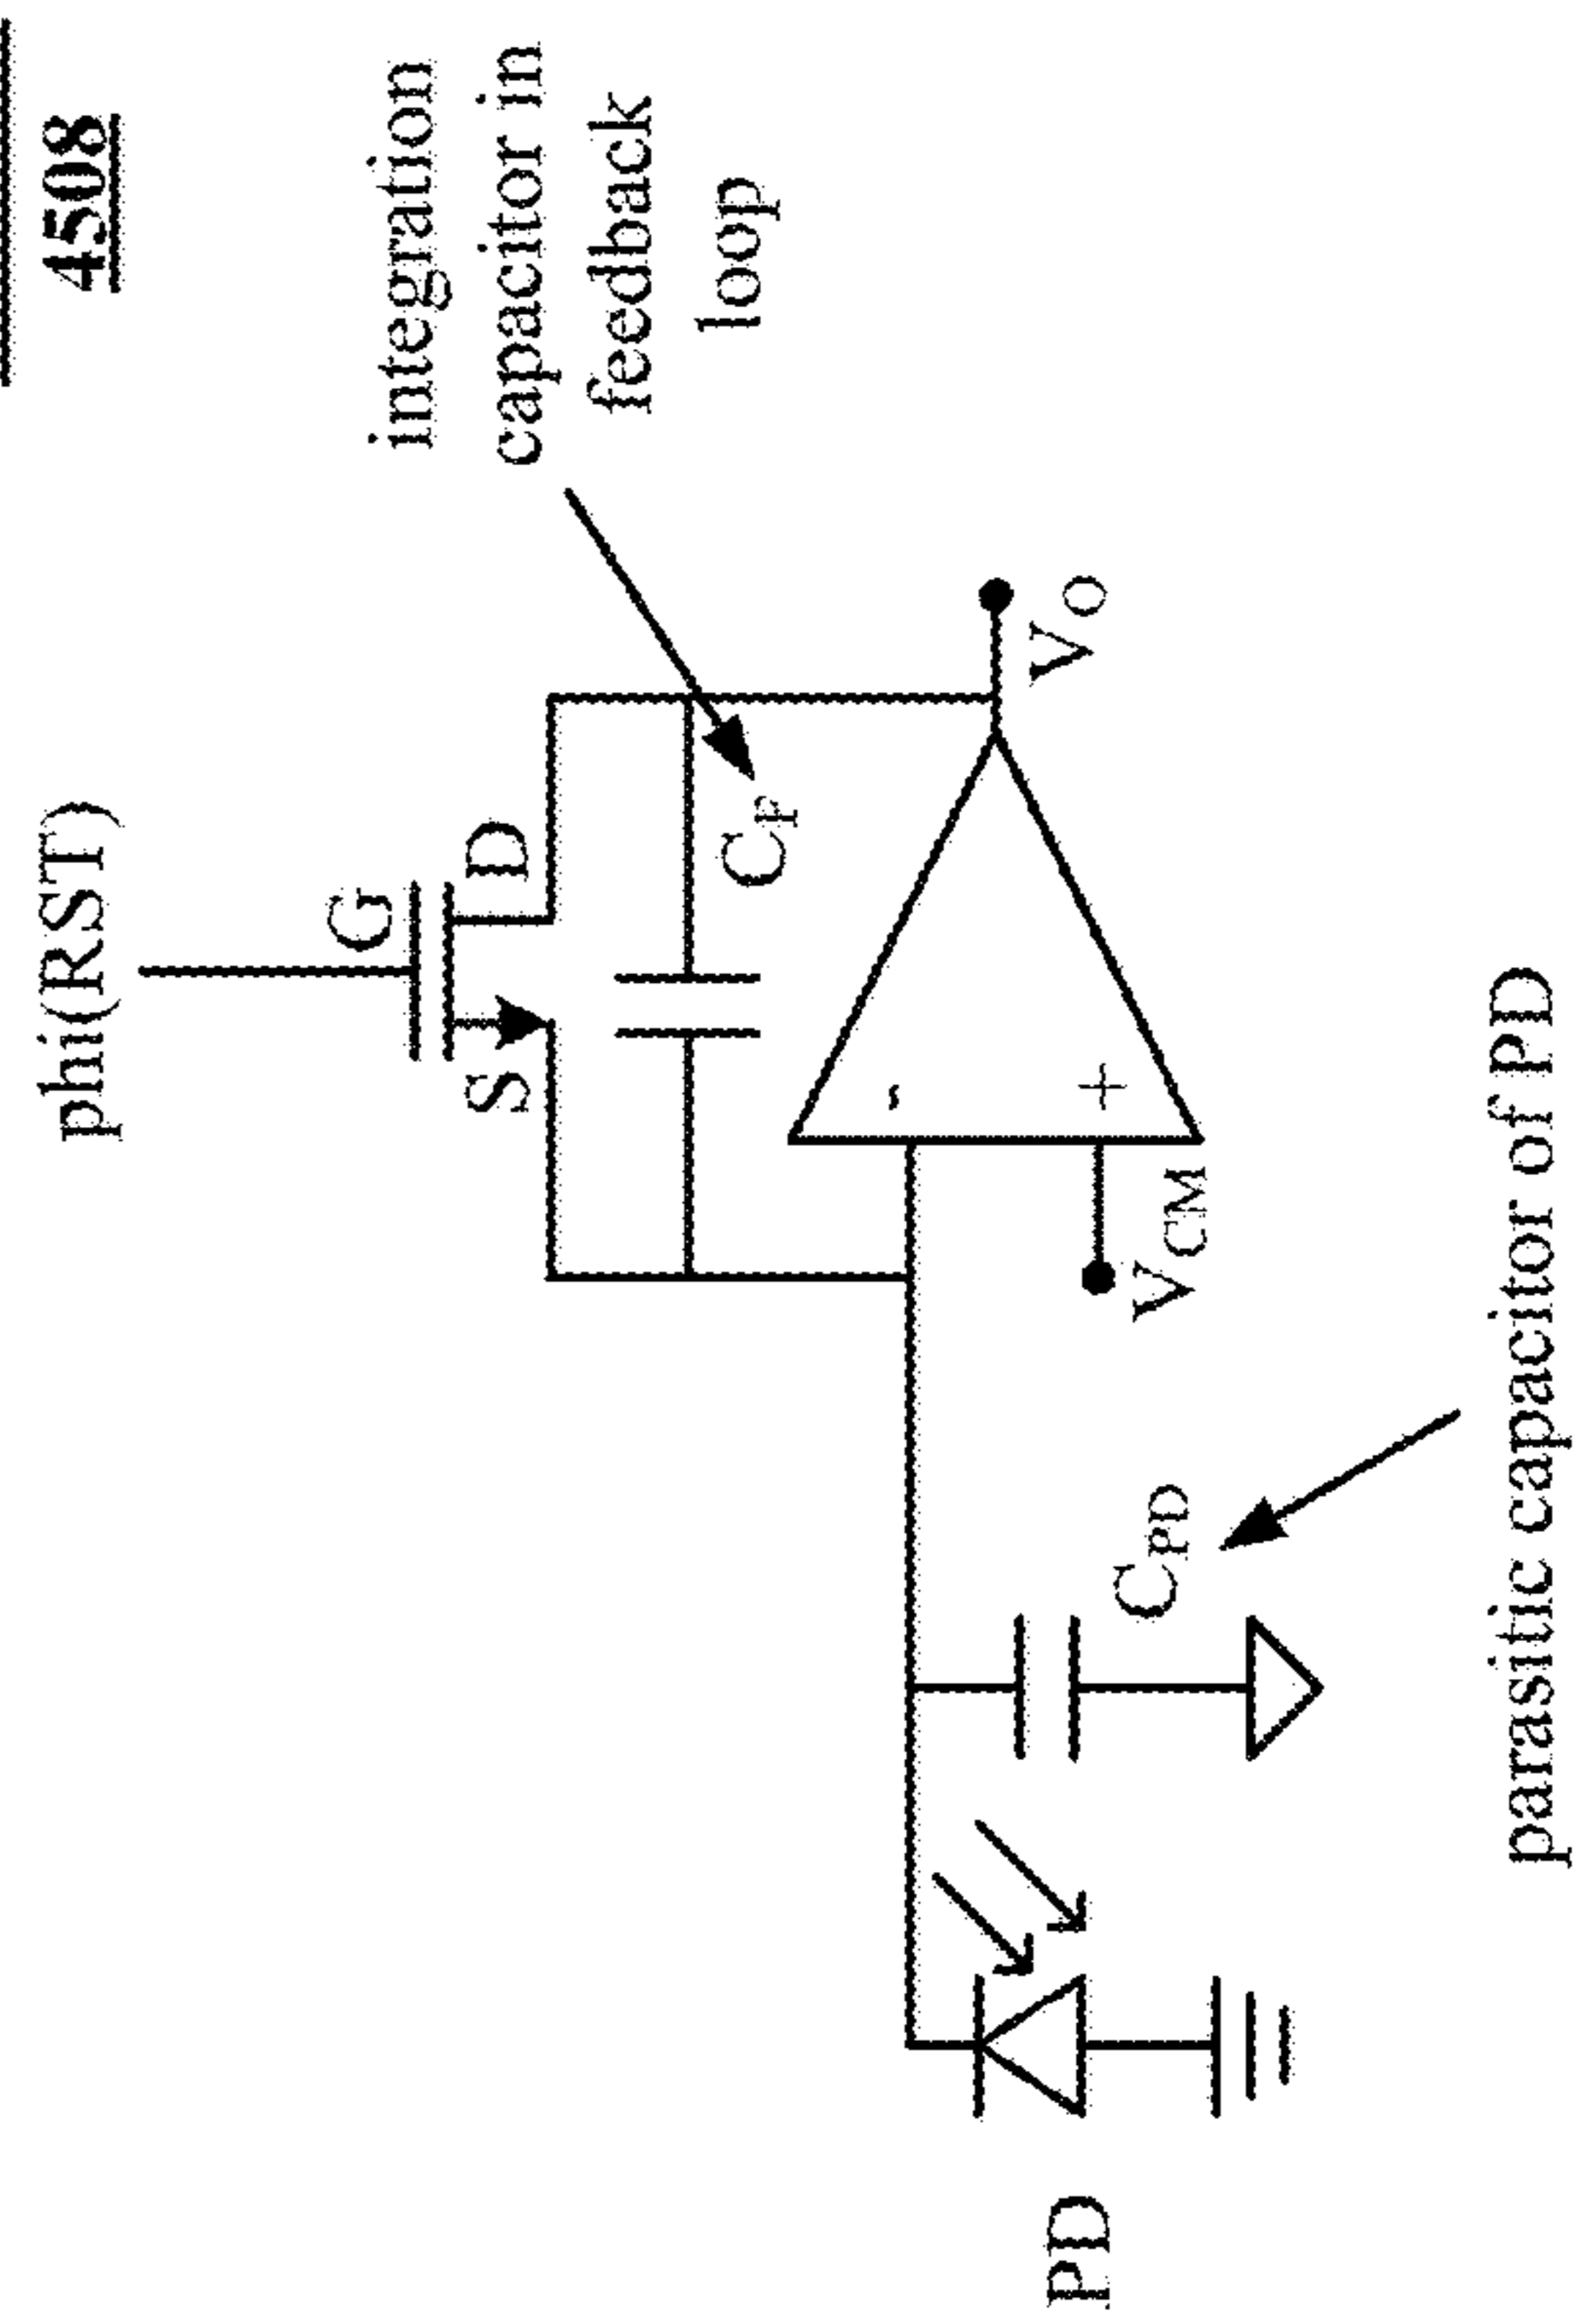 4508
phi(RST)
integration
capacitor in
feedback
loop
G
S
D
C_F
-
+
V_O
V_CM
C_PD
PD
parasitic capacitor of PD